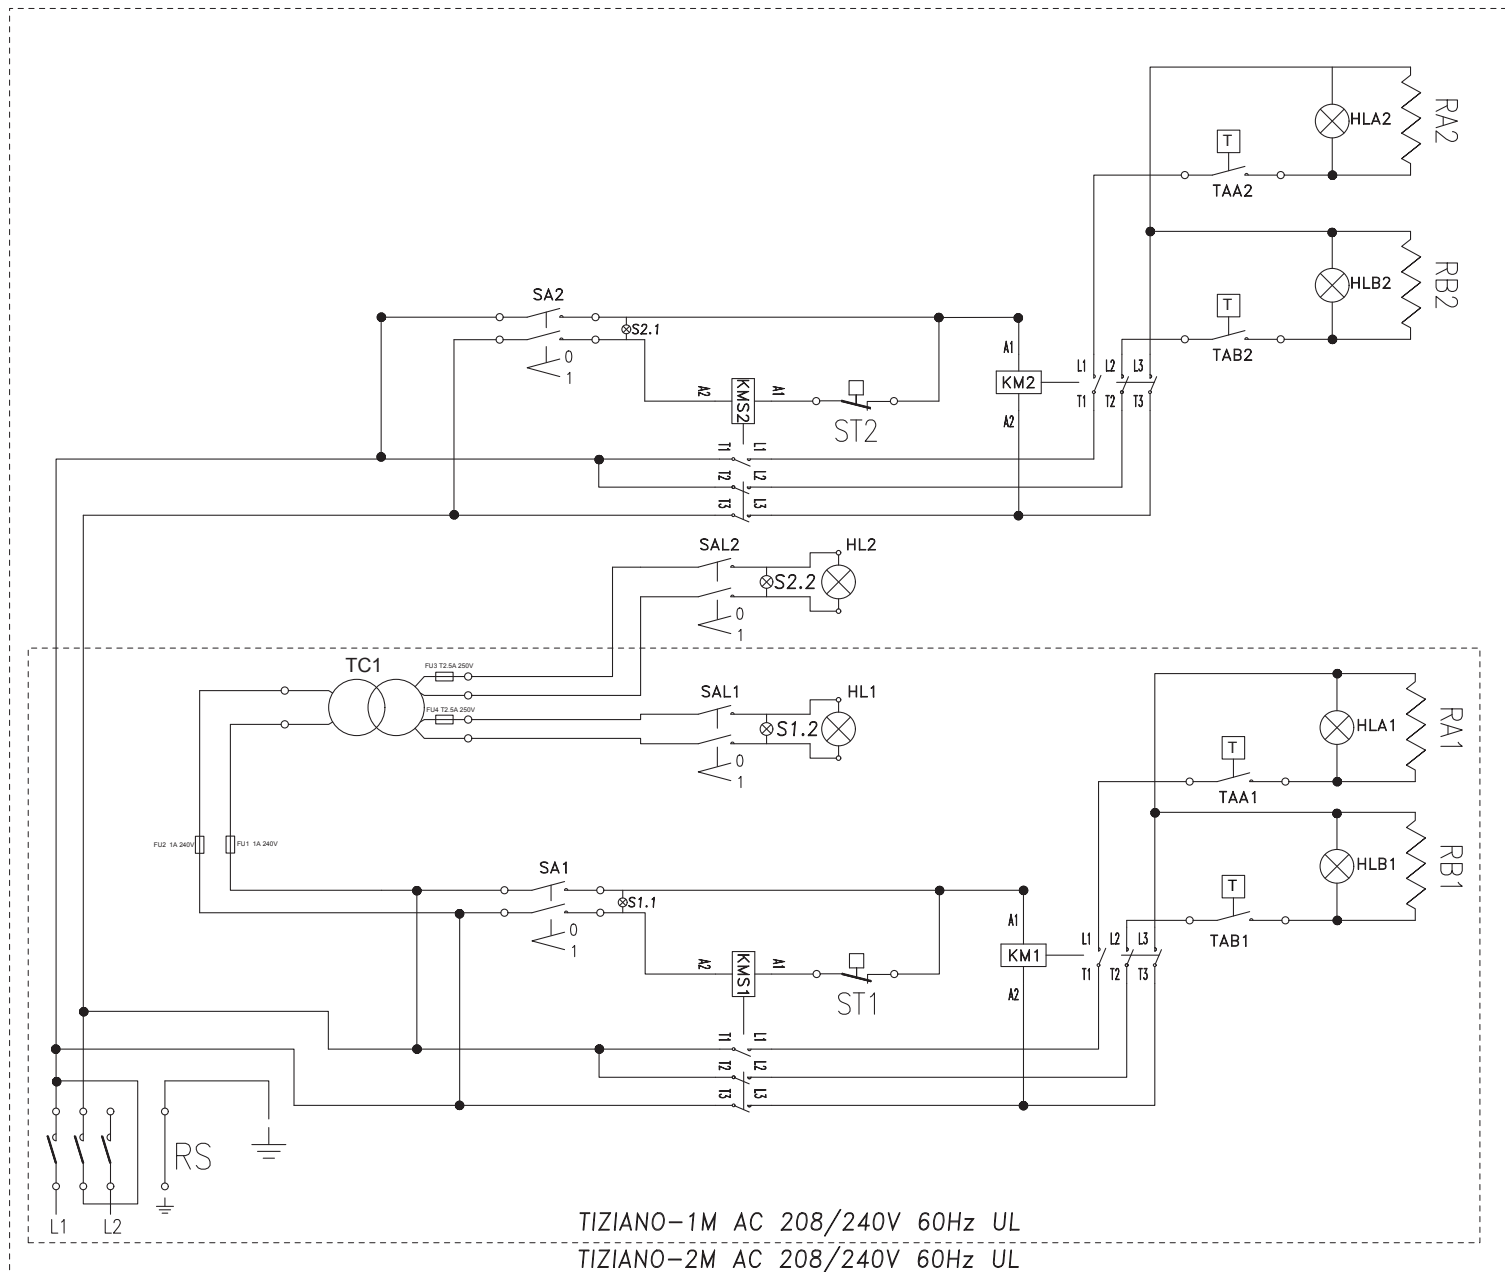 RA2
HLA2
T
TAA2
RB2
HLB2
T
TAB2
SA2
S2.1
0
1
A1
KM2
A2
L1 L2 L3
T1 T2 T3
A2 KMS2 A1
ST2
T1 L1
T2 L2
T3 L3
SAL2 HL2
S2.2
0
1
TC1
FU3 T2.5A 250V
FU4 T2.5A 250V
SAL1 HL1
S1.2
0
1
RA1
HLA1
T
TAA1
RB1
HLB1
T
TAB1
FU2 1A 240V
FU1 1A 240V
SA1
S1.1
0
1
A1
KM1
A2
L1 L2 L3
T1 T2 T3
A2 KMS1 A1
ST1
T1 L1
T2 L2
T3 L3
RS
L1 L2
TIZIANO-1M AC 208/240V 60Hz UL
TIZIANO-2M AC 208/240V 60Hz UL